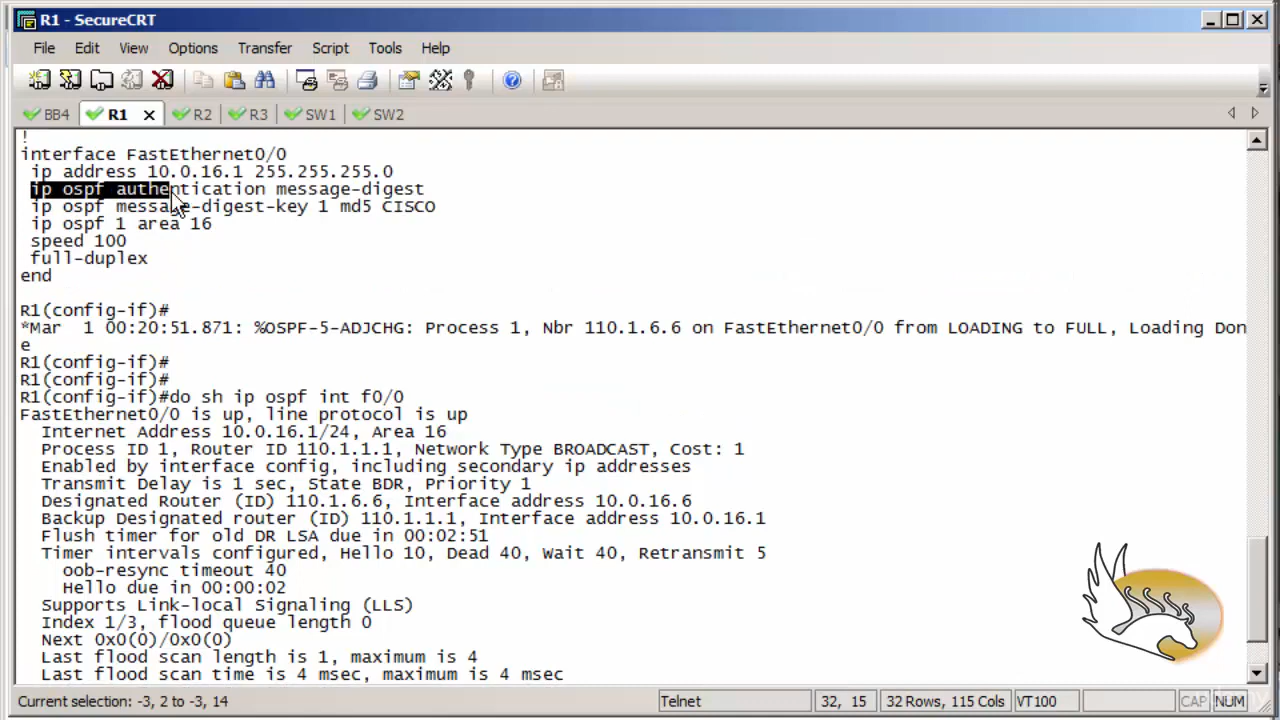 R1 - SecureCRT
File Edit View Options Transfer Script Tools Help
BB4 R1 R2 R3 SW1 SW2
!
interface FastEthernet0/0
ip address 10.0.16.1 255.255.255.0
ip ospf authentication message-digest
ip ospf message-digest-key 1 md5 CISCO
ip ospf 1 area 16
speed 100
full-duplex
end
R1(config-if)#
*Mar  1 00:20:51.871: %OSPF-5-ADJCHG: Process 1, Nbr 110.1.6.6 on FastEthernet0/0 from LOADING to FULL, Loading Don
e
R1(config-if)#
R1(config-if)#
R1(config-if)#do sh ip ospf int f0/0
FastEthernet0/0 is up, line protocol is up
Internet Address 10.0.16.1/24, Area 16
Process ID 1, Router ID 110.1.1.1, Network Type BROADCAST, Cost: 1
Enabled by interface config, including secondary ip addresses
Transmit Delay is 1 sec, State BDR, Priority 1
Designated Router (ID) 110.1.6.6, Interface address 10.0.16.6
Backup Designated router (ID) 110.1.1.1, Interface address 10.0.16.1
Flush timer for old DR LSA due in 00:02:51
Timer intervals configured, Hello 10, Dead 40, Wait 40, Retransmit 5
oob-resync timeout 40
Hello due in 00:00:02
Supports Link-local Signaling (LLS)
Index 1/3, flood queue length 0
Next 0x0(0)/0x0(0)
Last flood scan length is 1, maximum is 4
Last flood scan time is 4 msec, maximum is 4 msec
Current selection: -3, 2 to -3, 14 Telnet 32, 15 32 Rows, 115 Cols VT100 CAP NUM